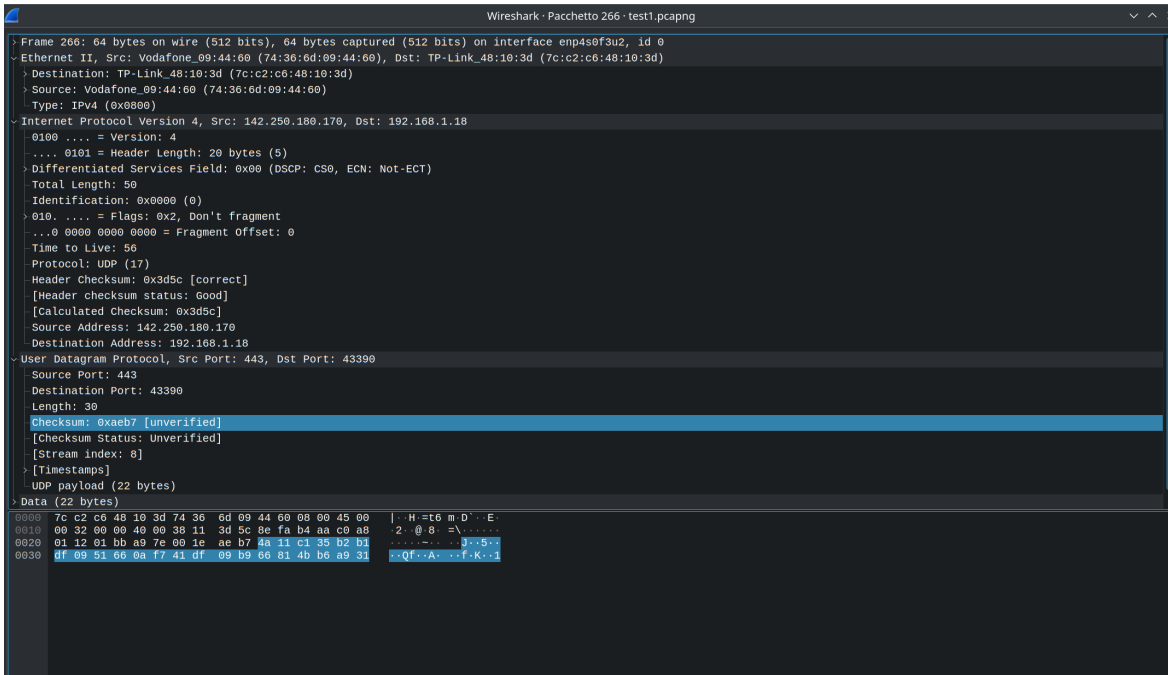 Wireshark · Pacchetto 266 · test1.pcapng
Frame 266: 64 bytes on wire (512 bits), 64 bytes captured (512 bits) on interface enp4s0f3u2, id 0
Ethernet II, Src: Vodafone_09:44:60 (74:36:6d:09:44:60), Dst: TP-Link_48:10:3d (7c:c2:c6:48:10:3d)
Destination: TP-Link_48:10:3d (7c:c2:c6:48:10:3d)
Source: Vodafone_09:44:60 (74:36:6d:09:44:60)
Type: IPv4 (0x0800)
Internet Protocol Version 4, Src: 142.250.180.170, Dst: 192.168.1.18
0100 .... = Version: 4
.... 0101 = Header Length: 20 bytes (5)
Differentiated Services Field: 0x00 (DSCP: CS0, ECN: Not-ECT)
Total Length: 50
Identification: 0x0000 (0)
010. .... = Flags: 0x2, Don't fragment
...0 0000 0000 0000 = Fragment Offset: 0
Time to Live: 56
Protocol: UDP (17)
Header Checksum: 0x3d5c [correct]
[Header checksum status: Good]
[Calculated Checksum: 0x3d5c]
Source Address: 142.250.180.170
Destination Address: 192.168.1.18
User Datagram Protocol, Src Port: 443, Dst Port: 43390
Source Port: 443
Destination Port: 43390
Length: 30
Checksum: 0xaeb7 [unverified]
[Checksum Status: Unverified]
[Stream index: 8]
[Timestamps]
UDP payload (22 bytes)
Data (22 bytes)
0000 7c c2 c6 48 10 3d 74 36 6d 09 44 60 08 00 45 00 |··H·=t6 m·D`··E·
0010 00 32 00 00 40 00 38 11 3d 5c 8e fa b4 aa c0 a8 ·2··@·8· =\······
0020 01 12 01 bb a9 7e 00 1e ae b7 4a 11 c1 35 b2 b1 ·····~·· ··J··5··
0030 df 09 51 66 0a f7 41 df 09 b9 66 81 4b b6 a9 31 ··Qf··A· ··f·K··1